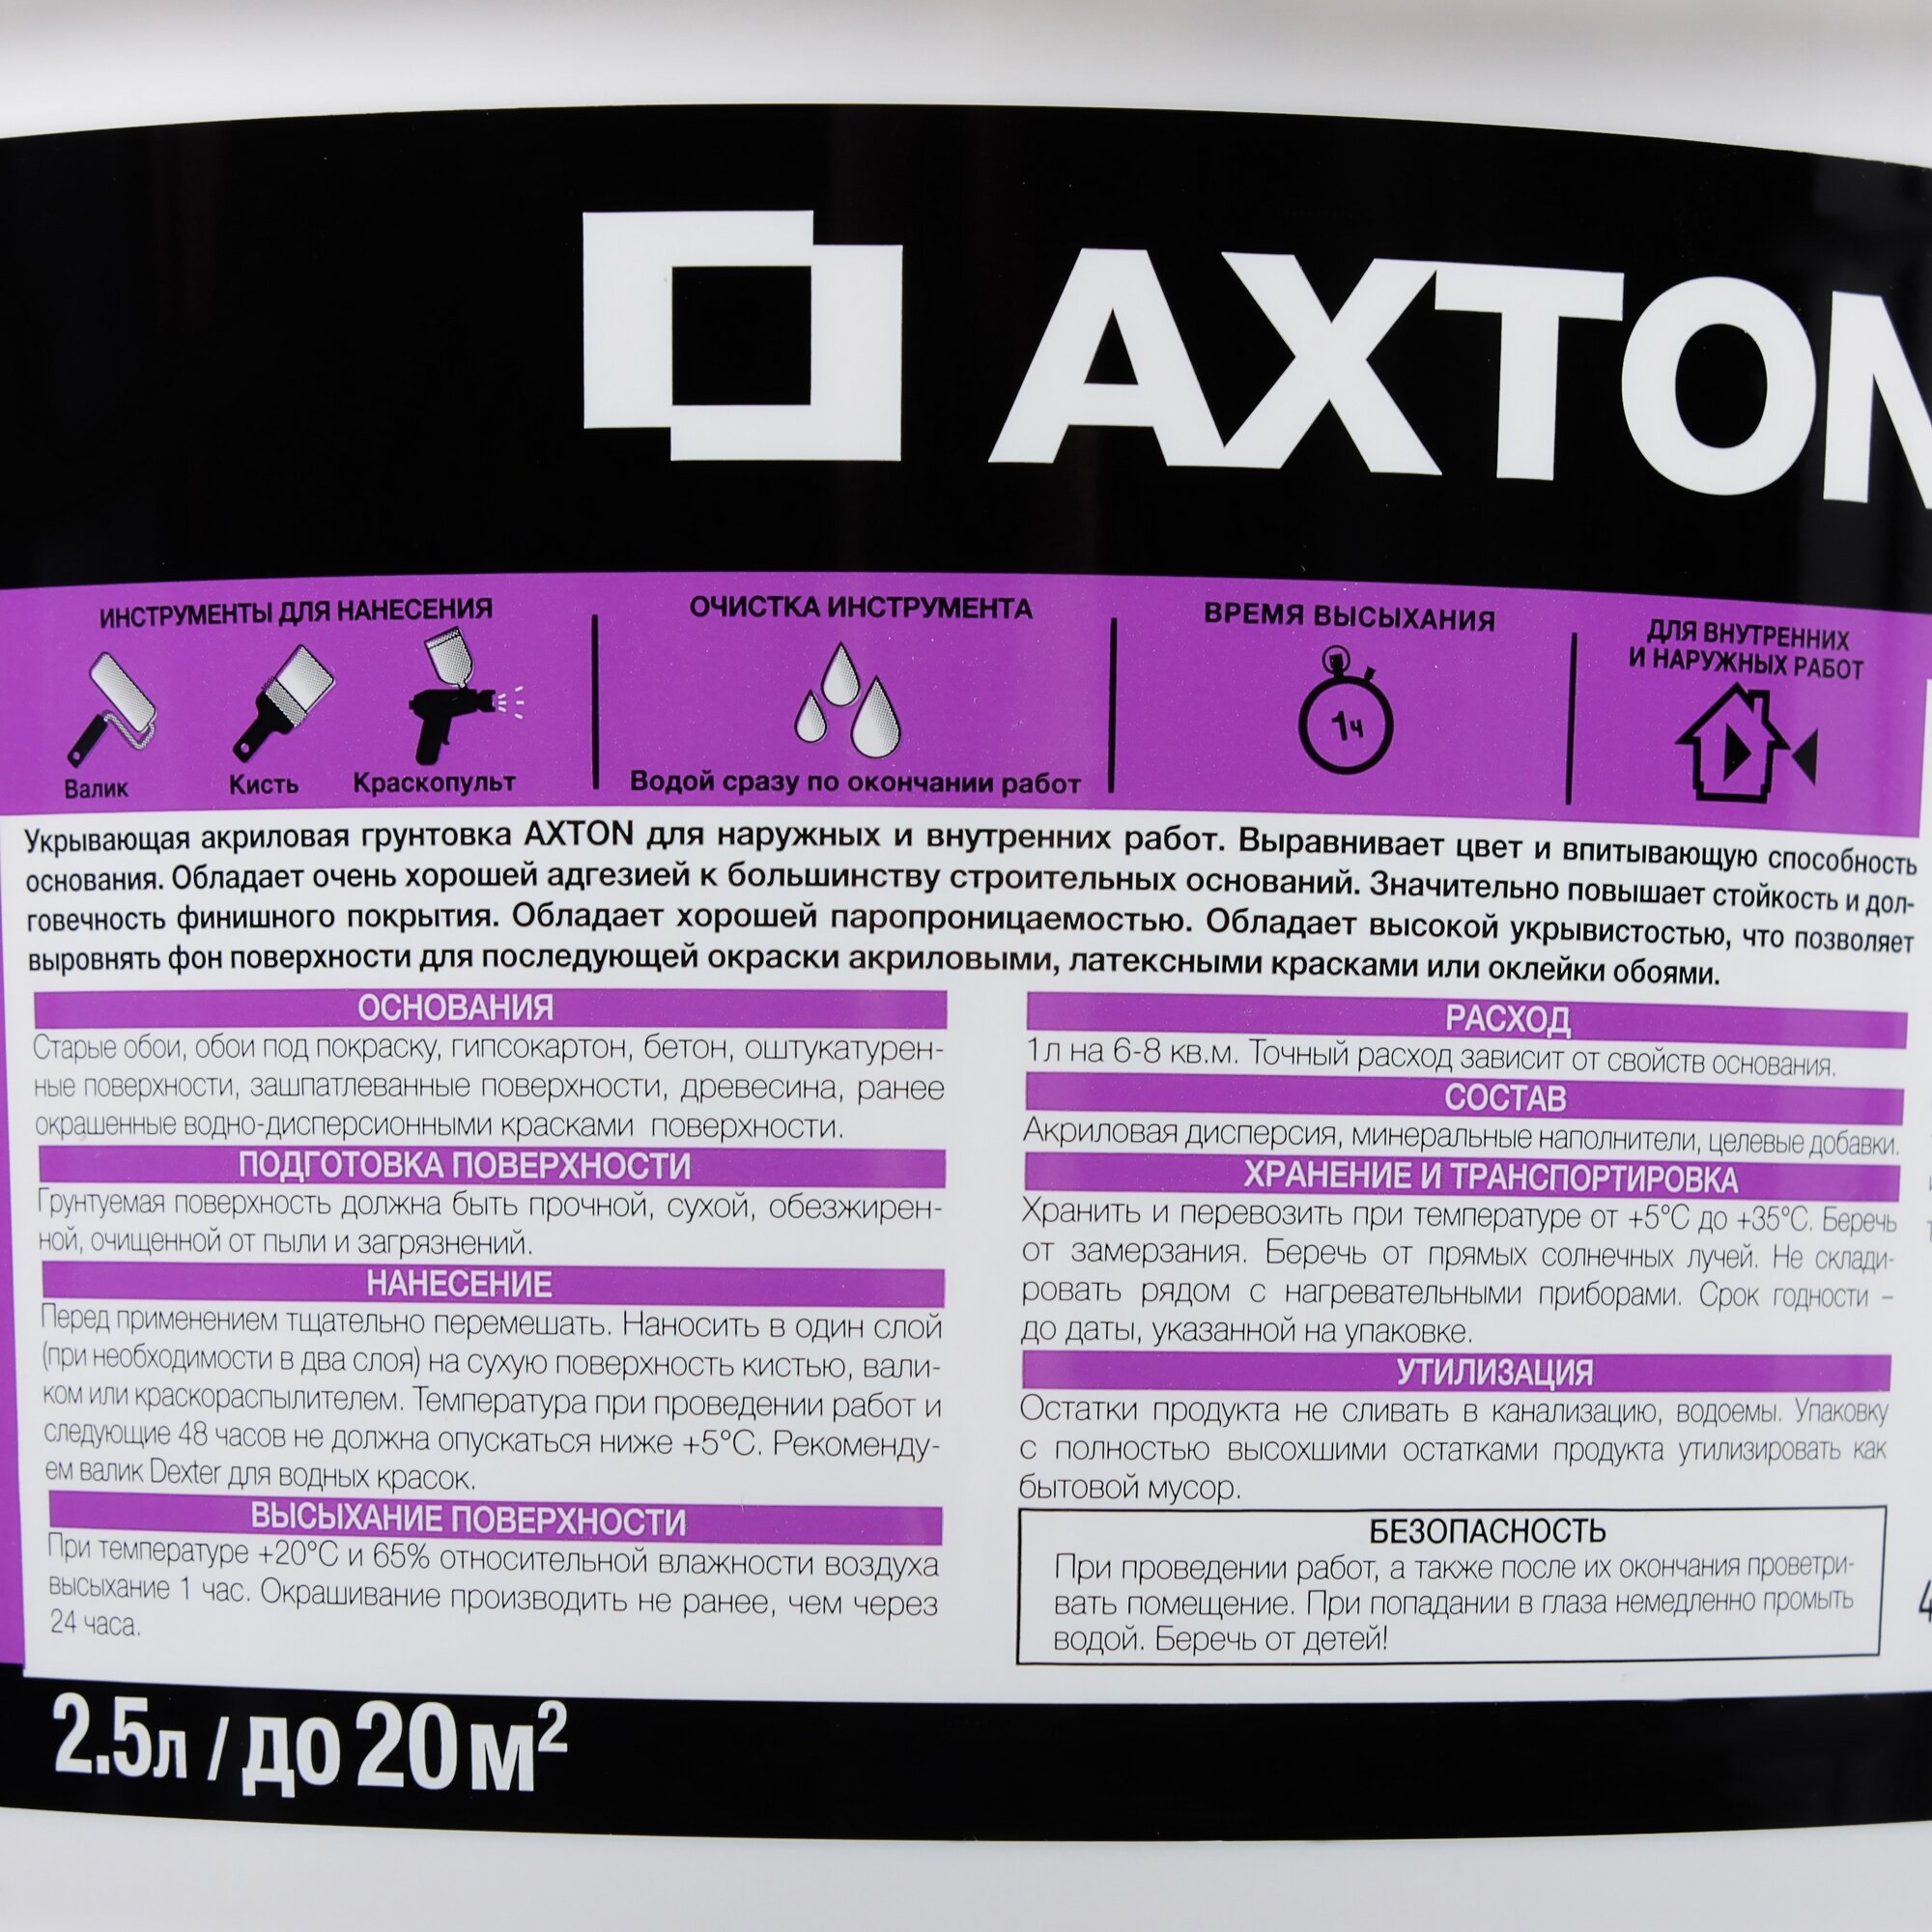 AXTON
ИНСТРУМЕНТЫ ДЛЯ НАНЕСЕНИЯ
Валик
Кисть
Краскопульт
ОЧИСТКА ИНСТРУМЕНТА
Водой сразу по окончании работ
ВРЕМЯ ВЫСЫХАНИЯ
1ч
ДЛЯ ВНУТРЕННИХ
И НАРУЖНЫХ РАБОТ
Укрывающая акриловая грунтовка AXTON для наружных и внутренних работ. Выравнивает цвет и впитывающую способность
основания. Обладает очень хорошей адгезией к большинству строительных оснований. Значительно повышает стойкость и дол-
говечность финишного покрытия. Обладает хорошей паропроницаемостью. Обладает высокой укрывистостью, что позволяет
выровнять фон поверхности для последующей окраски акриловыми, латексными красками или оклейки обоями.
ОСНОВАНИЯ
Старые обои, обои под покраску, гипсокартон, бетон, оштукатурен-
ные поверхности, зашпатлеванные поверхности, древесина, ранее
окрашенные водно-дисперсионными красками поверхности.
ПОДГОТОВКА ПОВЕРХНОСТИ
Грунтуемая поверхность должна быть прочной, сухой, обезжирен-
ной, очищенной от пыли и загрязнений.
НАНЕСЕНИЕ
Перед применением тщательно перемешать. Наносить в один слой
(при необходимости в два слоя) на сухую поверхность кистью, вали-
ком или краскораспылителем. Температура при проведении работ и
следующие 48 часов не должна опускаться ниже +5°С. Рекоменду-
ем валик Dexter для водных красок.
ВЫСЫХАНИЕ ПОВЕРХНОСТИ
При температуре +20°С и 65% относительной влажности воздуха
высыхание 1 час. Окрашивание производить не ранее, чем через
24 часа.
РАСХОД
1л на 6-8 кв.м. Точный расход зависит от свойств основания.
СОСТАВ
Акриловая дисперсия, минеральные наполнители, целевые добавки.
ХРАНЕНИЕ И ТРАНСПОРТИРОВКА
Хранить и перевозить при температуре от +5°С до +35°С. Беречь
от замерзания. Беречь от прямых солнечных лучей. Не склади-
ровать рядом с нагревательными приборами. Срок годности –
до даты, указанной на упаковке.
УТИЛИЗАЦИЯ
Остатки продукта не сливать в канализацию, водоемы. Упаковку
с полностью высохшими остатками продукта утилизировать как
бытовой мусор.
БЕЗОПАСНОСТЬ
При проведении работ, а также после их окончания проветри-
вать помещение. При попадании в глаза немедленно промыть
водой. Беречь от детей!
2.5л / до 20 м²